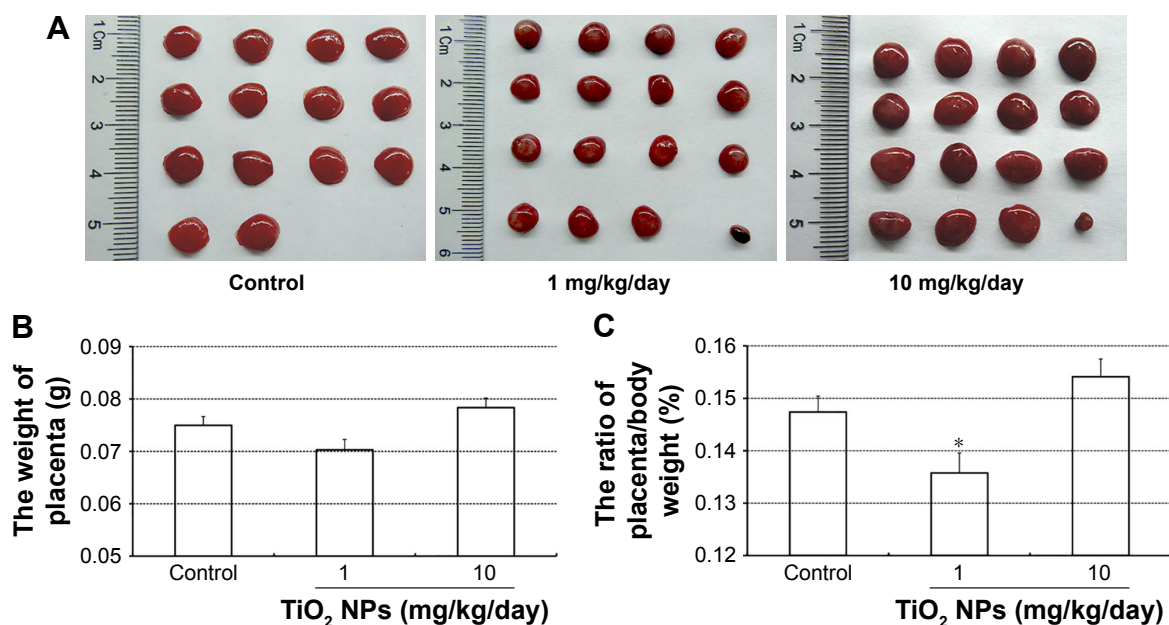 A
1 Cm
2
3
4
5
Control
1 Cm
2
3
4
5
6
1 mg/kg/day
1 Cm
2
3
4
5
10 mg/kg/day
B
The weight of
placenta (g)
0.09
0.08
0.07
0.06
0.05
Control
1
10
TiO₂ NPs (mg/kg/day)
C
The ratio of
placenta/body
weight (%)
0.16
0.15
0.14
0.13
0.12
*
Control
1
10
TiO₂ NPs (mg/kg/day)